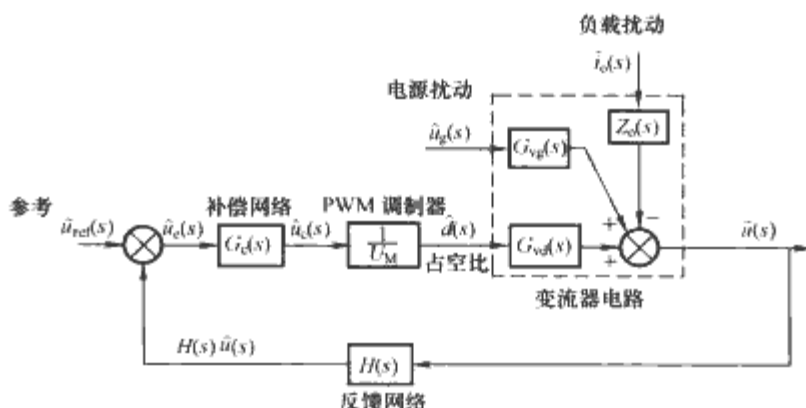 负载扰动
î_o(s)
电源扰动
û_g(s)
G_vg(s)
Z_o(s)
参考
补偿网络
PWM 调制器
û_ref(s)
û_e(s)
G_c(s)
û_c(s)
1/U_M
d̂(s)
占空比
G_vd(s)
+
−
+
û(s)
变流器电路
H(s) û(s)
H(s)
反馈网络